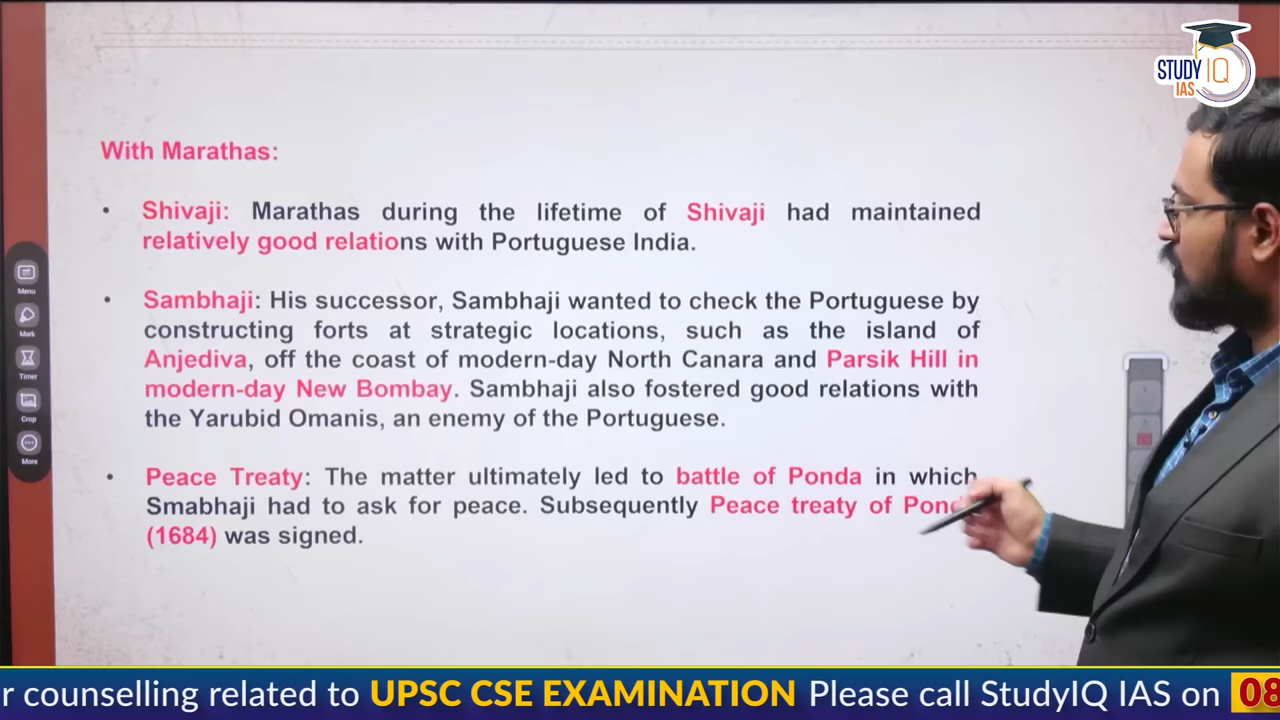 STUDY IQ
IAS
With Marathas:
• Shivaji: Marathas during the lifetime of Shivaji had maintained
relatively good relations with Portuguese India.
• Sambhaji: His successor, Sambhaji wanted to check the Portuguese by
constructing forts at strategic locations, such as the island of
Anjediva, off the coast of modern-day North Canara and Parsik Hill in
modern-day New Bombay. Sambhaji also fostered good relations with
the Yarubid Omanis, an enemy of the Portuguese.
• Peace Treaty: The matter ultimately led to battle of Ponda in which
Smabhaji had to ask for peace. Subsequently Peace treaty of Pond
(1684) was signed.
Menu
Mark
Timer
Crop
More
r counselling related to UPSC CSE EXAMINATION Please call StudyIQ IAS on 08